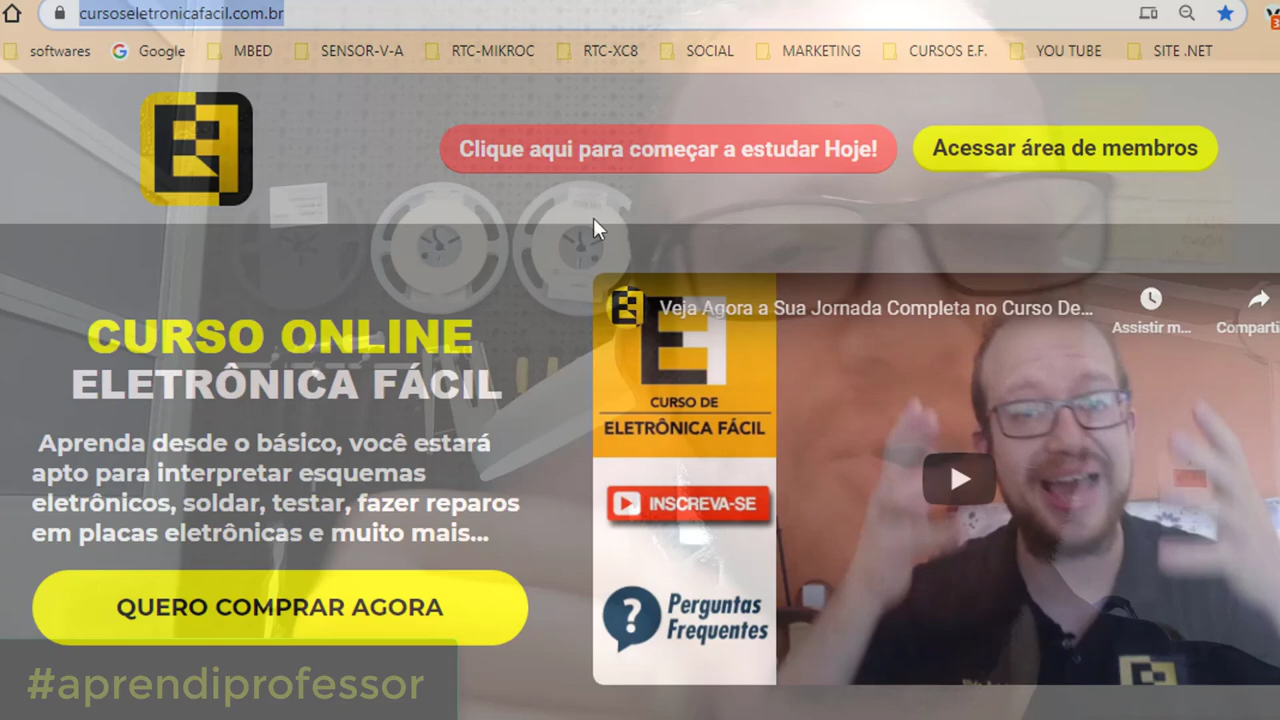 cursoseletronicafacil.com.br
softwares
Google
MBED
SENSOR-V-A
RTC-MIKROC
RTC-XC8
SOCIAL
MARKETING
CURSOS E.F.
YOU TUBE
SITE .NET
Clique aqui para começar a estudar Hoje!
Acessar área de membros
CURSO ONLINE
ELETRÔNICA FÁCIL
Aprenda desde o básico, você estará
apto para interpretar esquemas
eletrônicos, soldar, testar, fazer reparos
em placas eletrônicas e muito mais...
QUERO COMPRAR AGORA
#aprendiprofessor
Veja Agora a Sua Jornada Completa no Curso De...
Assistir m...
Comparti
CURSO DE
ELETRÔNICA FÁCIL
INSCREVA-SE
Perguntas
Frequentes